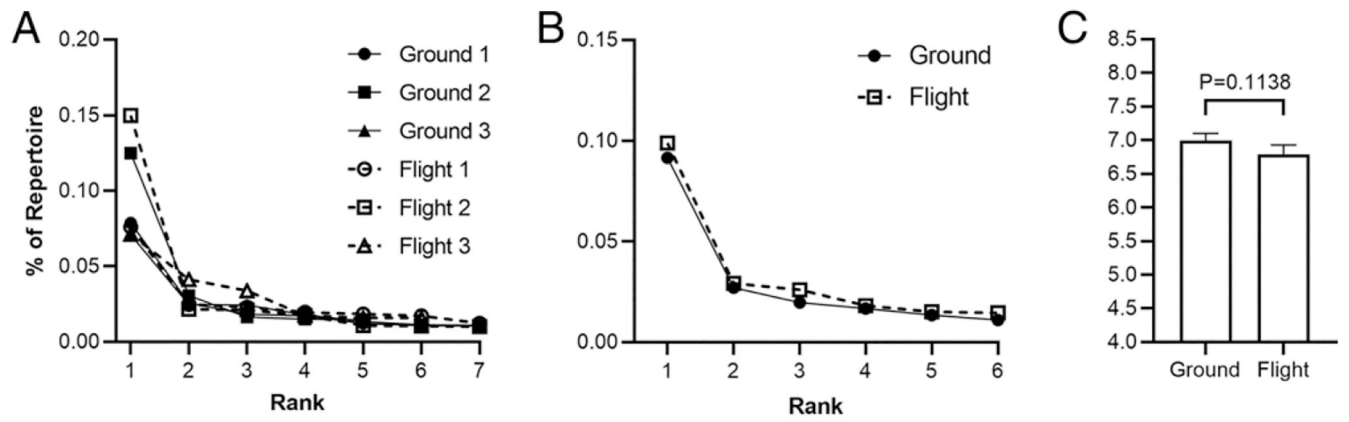 A
% of Repertoire
0.20
0.15
0.10
0.05
0.00
1 2 3 4 5 6 7
Rank
Ground 1
Ground 2
Ground 3
Flight 1
Flight 2
Flight 3
B
0.15
0.10
0.05
0.00
1 2 3 4 5 6
Rank
Ground
Flight
C
8.5
8.0
7.5
7.0
6.5
6.0
5.5
5.0
4.5
4.0
P=0.1138
Ground Flight